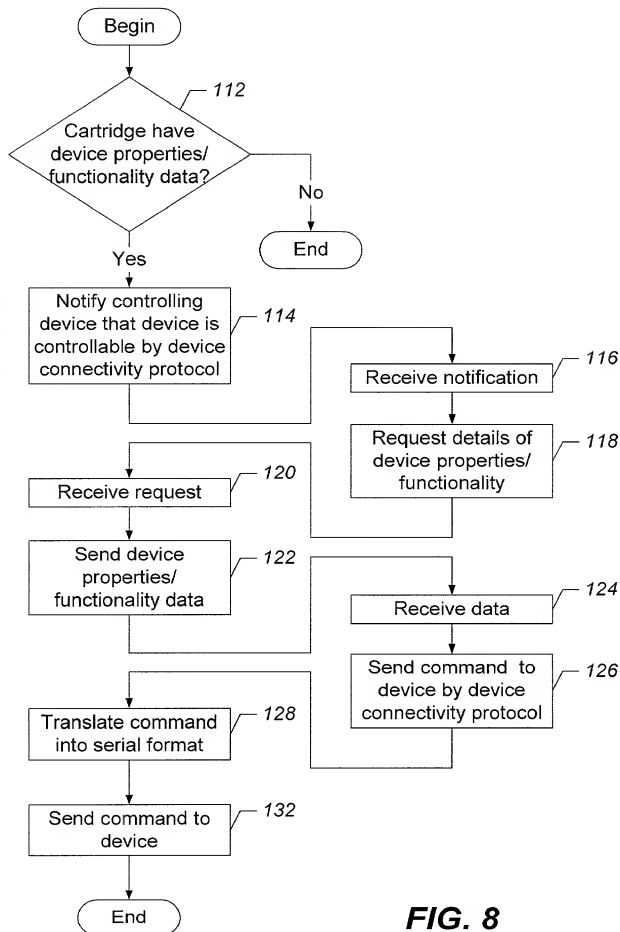 Begin
112
Cartridge have
device properties/
functionality data?
No
End
Yes
Notify controlling
device that device is
controllable by device
connectivity protocol
114
Receive notification
116
Request details of
device properties/
functionality
118
Receive request
120
Send device
properties/
functionality data
122
Receive data
124
Send command to
device by device
connectivity protocol
126
Translate command
into serial format
128
Send command to
device
132
End
FIG. 8